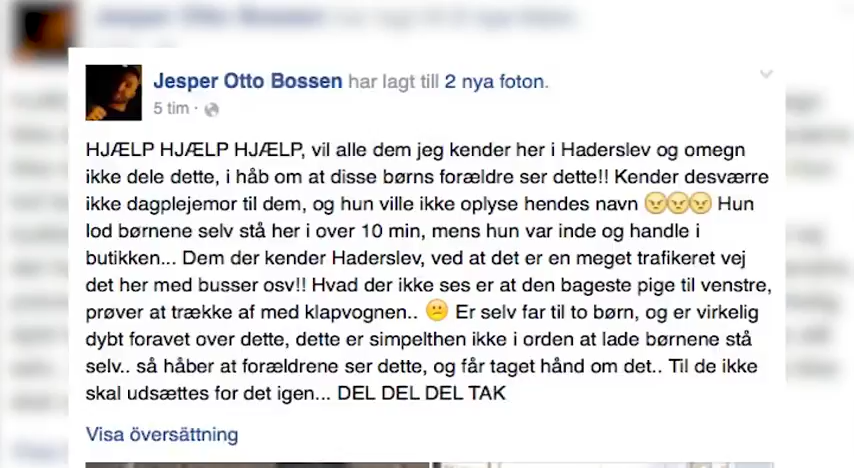 Jesper Otto Bossen har lagt till 2 nya foton.
5 tim ·
HJÆLP HJÆLP HJÆLP, vil alle dem jeg kender her i Haderslev og omegn
ikke dele dette, i håb om at disse børns forældre ser dette!! Kender desværre
ikke dagplejemor til dem, og hun ville ikke oplyse hendes navn 😠😠😠 Hun
lod børnene selv stå her i over 10 min, mens hun var inde og handle i
butikken... Dem der kender Haderslev, ved at det er en meget trafikeret vej
det her med busser osv!! Hvad der ikke ses er at den bageste pige til venstre,
prøver at trække af med klapvognen.. 😕 Er selv far til to børn, og er virkelig
dybt foravet over dette, dette er simpelthen ikke i orden at lade børnene stå
selv.. så håber at forældrene ser dette, og får taget hånd om det.. Til de ikke
skal udsættes for det igen... DEL DEL DEL TAK
Visa översättning